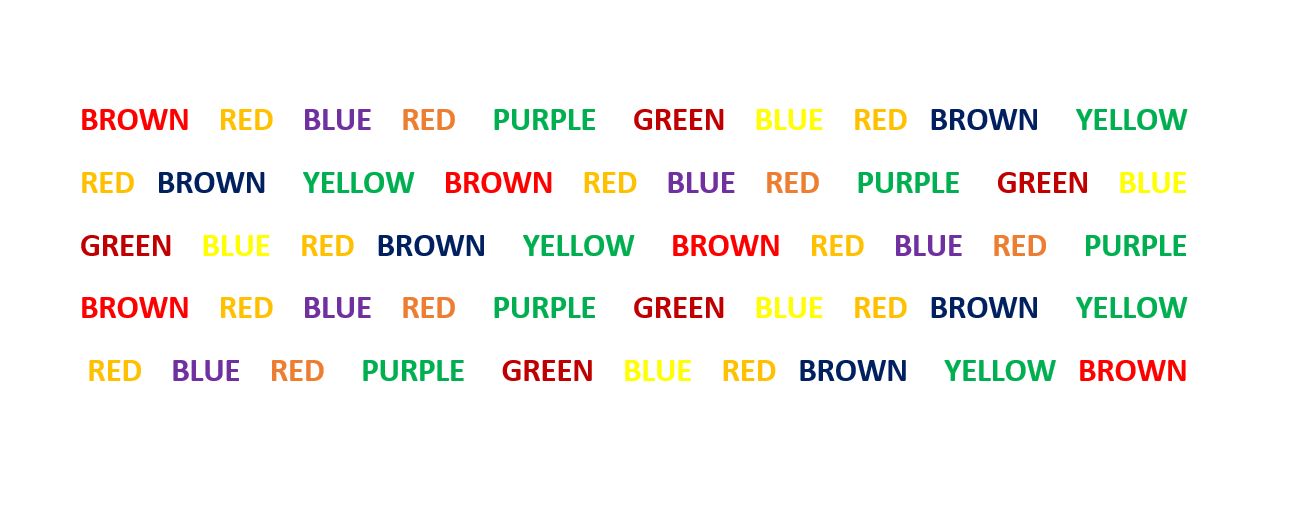 BROWN RED BLUE RED PURPLE GREEN BLUE RED BROWN YELLOW
RED BROWN YELLOW BROWN RED BLUE RED PURPLE GREEN BLUE
GREEN BLUE RED BROWN YELLOW BROWN RED BLUE RED PURPLE
BROWN RED BLUE RED PURPLE GREEN BLUE RED BROWN YELLOW
RED BLUE RED PURPLE GREEN BLUE RED BROWN YELLOW BROWN